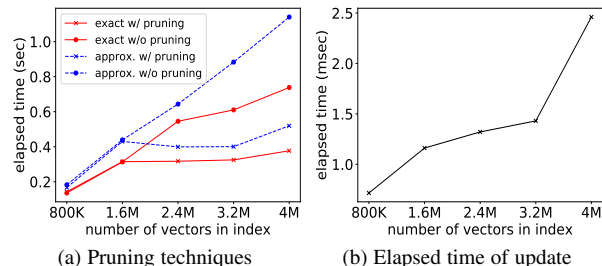 exact w/ pruning
exact w/o pruning
approx. w/ pruning
approx. w/o pruning
elapsed time (sec)
1.0
0.8
0.6
0.4
0.2
800K 1.6M 2.4M 3.2M 4M
number of vectors in index
(a) Pruning techniques
elapsed time (msec)
2.5
2.0
1.5
1.0
800K 1.6M 2.4M 3.2M 4M
number of vectors in index
(b) Elapsed time of update